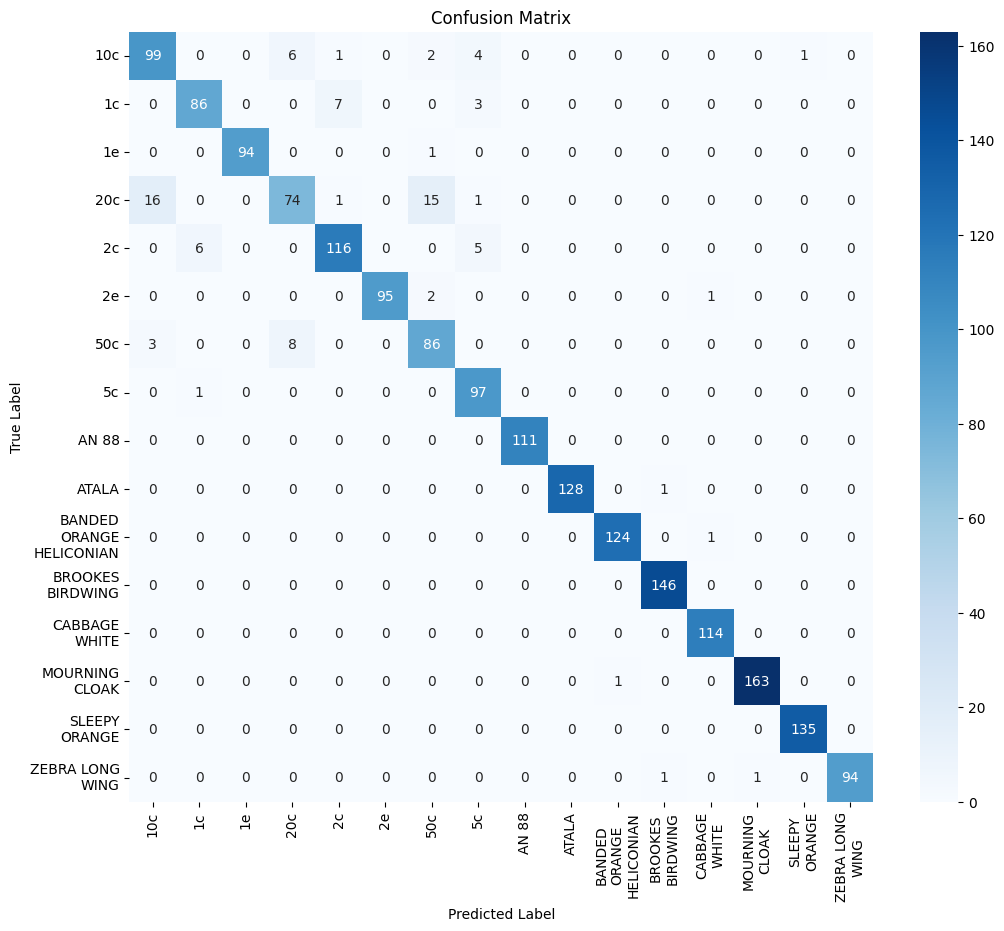 Confusion Matrix
10c 99 0 0 6 1 0 2 4 0 0 0 0 0 0 1 0
1c 0 86 0 0 7 0 0 3 0 0 0 0 0 0 0 0
1e 0 0 94 0 0 0 1 0 0 0 0 0 0 0 0 0
20c 16 0 0 74 1 0 15 1 0 0 0 0 0 0 0 0
2c 0 6 0 0 116 0 0 5 0 0 0 0 0 0 0 0
2e 0 0 0 0 0 95 2 0 0 0 0 0 1 0 0 0
50c 3 0 0 8 0 0 86 0 0 0 0 0 0 0 0 0
5c 0 1 0 0 0 0 0 97 0 0 0 0 0 0 0 0
AN 88 0 0 0 0 0 0 0 0 111 0 0 0 0 0 0 0
ATALA 0 0 0 0 0 0 0 0 0 128 0 1 0 0 0 0
BANDED
ORANGE
HELICONIAN 0 0 0 0 0 0 0 0 0 0 124 0 1 0 0 0
BROOKES
BIRDWING 0 0 0 0 0 0 0 0 0 0 0 146 0 0 0 0
CABBAGE
WHITE 0 0 0 0 0 0 0 0 0 0 0 0 114 0 0 0
MOURNING
CLOAK 0 0 0 0 0 0 0 0 0 0 1 0 0 163 0 0
SLEEPY
ORANGE 0 0 0 0 0 0 0 0 0 0 0 0 0 0 135 0
ZEBRA LONG
WING 0 0 0 0 0 0 0 0 0 0 0 1 0 1 0 94
True Label
10c
1c
1e
20c
2c
2e
50c
5c
AN 88
ATALA
BANDED
ORANGE
HELICONIAN
BROOKES
BIRDWING
CABBAGE
WHITE
MOURNING
CLOAK
SLEEPY
ORANGE
ZEBRA LONG
WING
Predicted Label
160
140
120
100
80
60
40
20
0